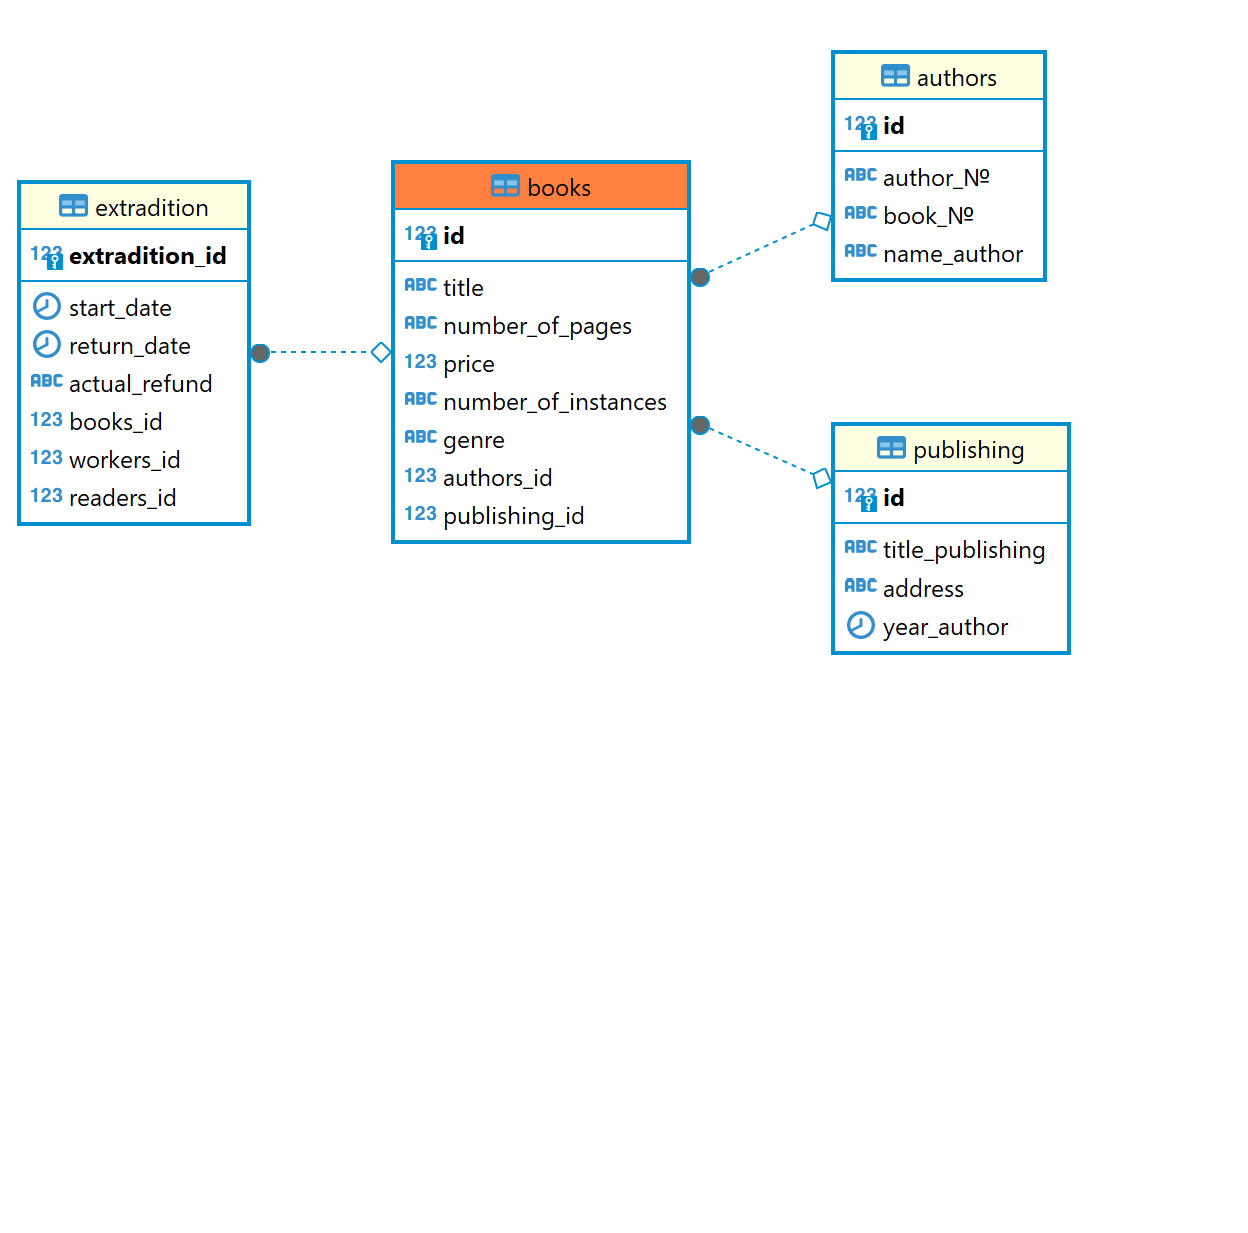 extradition
123 extradition_id
start_date
return_date
ABC actual_refund
123 books_id
123 workers_id
123 readers_id
books
123 id
ABC title
ABC number_of_pages
123 price
ABC number_of_instances
ABC genre
123 authors_id
123 publishing_id
authors
123 id
ABC author_№
ABC book_№
ABC name_author
publishing
123 id
ABC title_publishing
ABC address
year_author